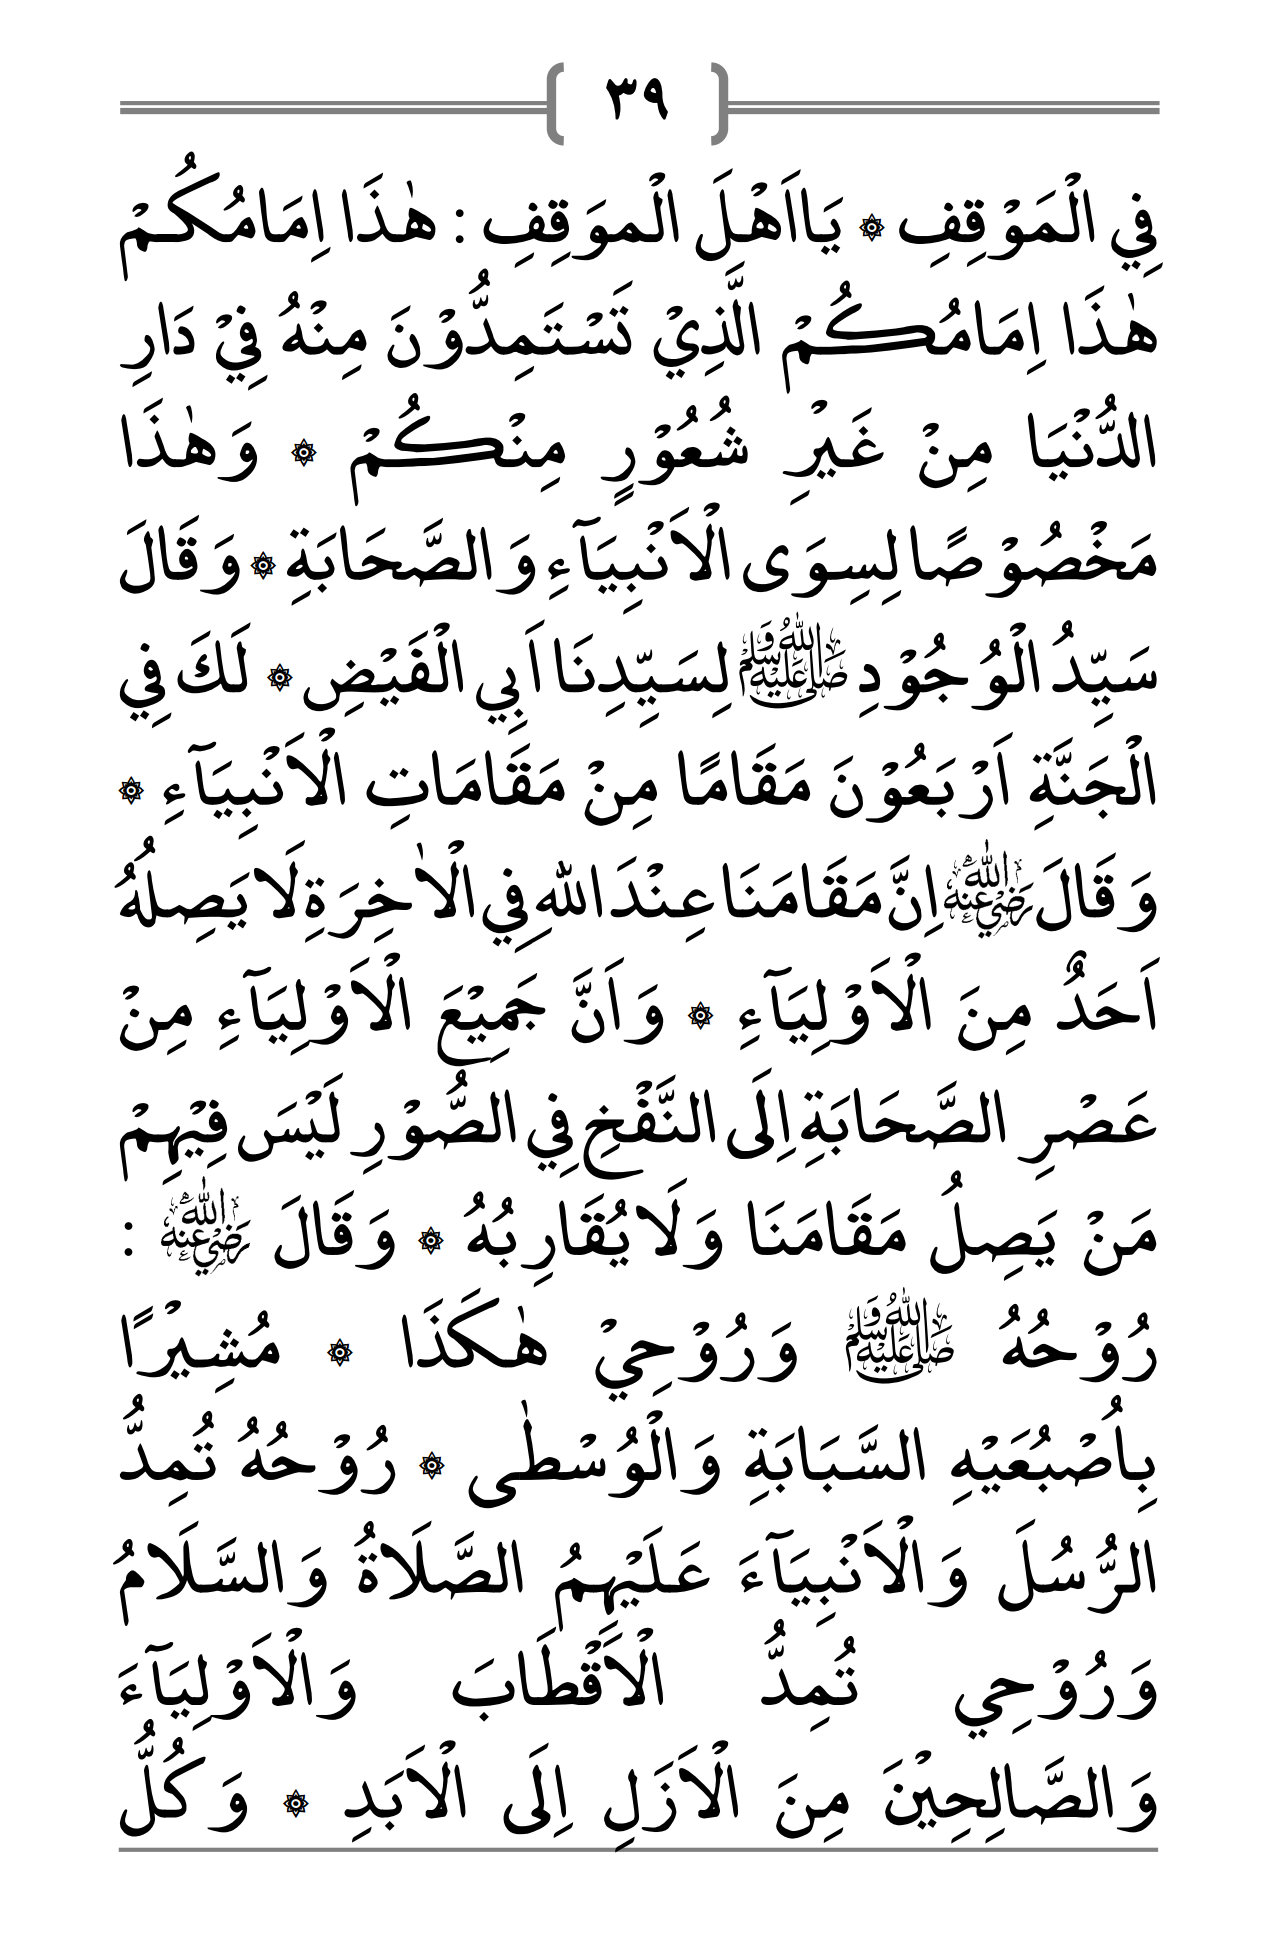 ٣٩
فِي الْمَوْقِفِ ۞ يَااَهْلَ الْموَقِفِ : هٰذَا اِمَامُكُمْ
هٰذَا اِمَامُكُمْ الَّذِيْ تَسْتَمِدُّوْنَ مِنْهُ فِيْ دَارِ
الدُّنْيَا مِنْ غَيْرِ شُعُوْرٍ مِنْكُمْ ۞ وَهٰذَا
مَخْصُوْصًا لِسِوَى الْاَنْبِيَآءِ وَالصَّحَابَةِ ۞ وَقَالَ
سَيِّدُ الْوُجُوْدِ ﷺ لِسَيِّدِنَا اَبِي الْفَيْضِ ۞ لَكَ فِي
الْجَنَّةِ اَرْبَعُوْنَ مَقَامًا مِنْ مَقَامَاتِ الْاَنْبِيَآءِ ۞
وَقَالَ رَضِيَ اللهُ عَنْهُ اِنَّ مَقَامَنَا عِنْدَ اللهِ فِي الْاٰخِرَةِ لَا يَصِلُهُ
اَحَدٌ مِنَ الْاَوْلِيَآءِ ۞ وَاَنَّ جَمِيْعَ الْاَوْلِيَآءِ مِنْ
عَصْرِ الصَّحَابَةِ اِلَى النَّفْخِ فِي الصُّوْرِ لَيْسَ فِيْهِمْ
مَنْ يَصِلُ مَقَامَنَا وَلَا يُقَارِبُهُ ۞ وَقَالَ رَضِيَ اللهُ عَنْهُ :
رُوْحُهُ ﷺ وَرُوْحِيْ هٰكَذَا ۞ مُشِيْرًا
بِاُصْبُعَيْهِ السَّبَابَةِ وَالْوُسْطٰى ۞ رُوْحُهُ تُمِدُّ
الرُّسُلَ وَالْاَنْبِيَآءَ عَلَيْهِمُ الصَّلَاةُ وَالسَّلَامُ
وَرُوْحِي تُمِدُّ الْاَقْطَابَ وَالْاَوْلِيَآءَ
وَالصَّالِحِيْنَ مِنَ الْاَزَلِ اِلَى الْاَبَدِ ۞ وَكُلُّ